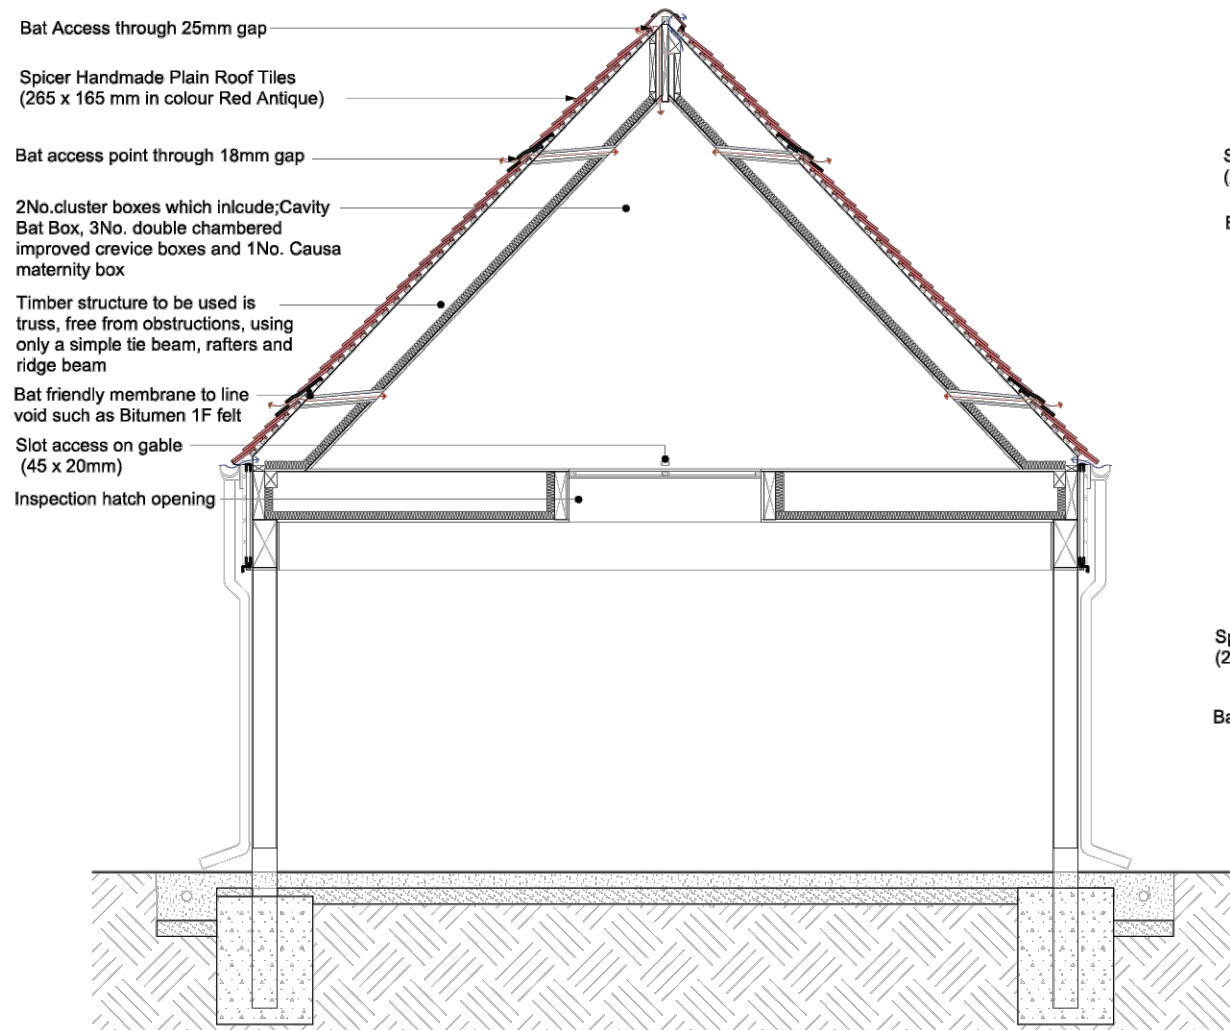 Bat Access through 25mm gap
Spicer Handmade Plain Roof Tiles
(265 x 165 mm in colour Red Antique)
Bat access point through 18mm gap
2No.cluster boxes which inlcude;Cavity
Bat Box, 3No. double chambered
improved crevice boxes and 1No. Causa
maternity box
Timber structure to be used is
truss, free from obstructions, using
only a simple tie beam, rafters and
ridge beam
Bat friendly membrane to line
void such as Bitumen 1F felt
Slot access on gable
(45 x 20mm)
Inspection hatch opening
Sp
(2
Ba